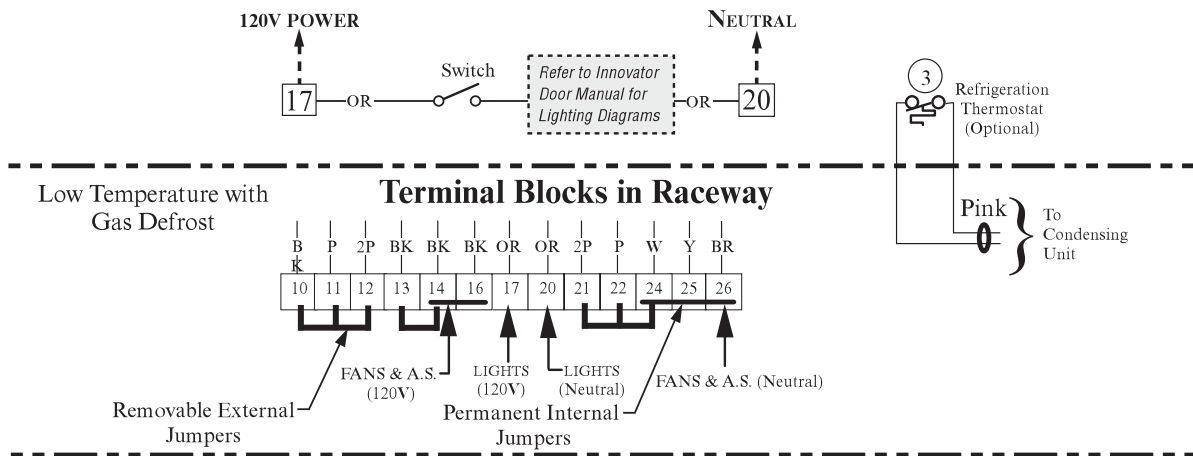 120V POWER
NEUTRAL
17
OR
Switch
Refer to Innovator
Door Manual for
Lighting Diagrams
OR
20
3
Refrigeration
Thermostat
(Optional)
Low Temperature with
Gas Defrost
Terminal Blocks in Raceway
Pink
To
Condensing
Unit
BK P 2P BK BK BK OR OR 2P P W Y BR
10 11 12 13 14 16 17 20 21 22 24 25 26
FANS & A.S.
(120V)
LIGHTS
(120V)
LIGHTS
(Neutral)
FANS & A.S. (Neutral)
Removable External
Jumpers
Permanent Internal
Jumpers